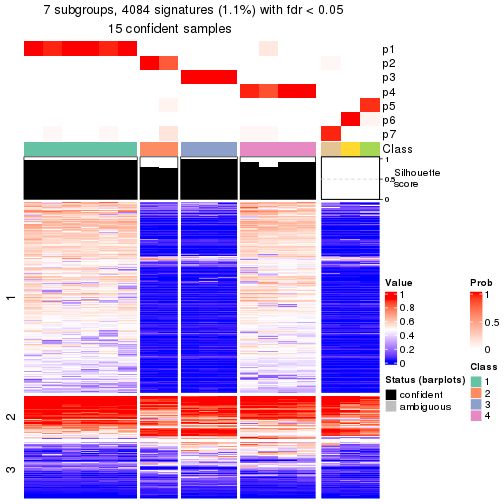 7 subgroups, 4084 signatures (1.1%) with fdr < 0.05
15 confident samples
p1
p2
p3
p4
p5
p6
p7
Class
1
0.5
0
Silhouette
score
1
2
3
Value
1
0.8
0.6
0.4
0.2
0
Status (barplots)
confident
ambiguous
Prob
1
0.5
0
Class
1
2
3
4